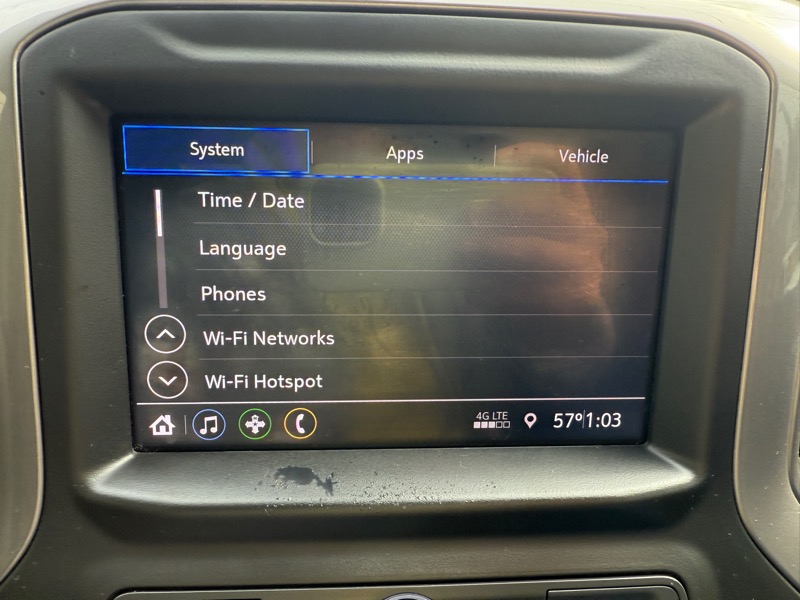 System Apps Vehicle
Time / Date
Language
Phones
Wi-Fi Networks
Wi-Fi Hotspot
4G LTE 57° 1:03